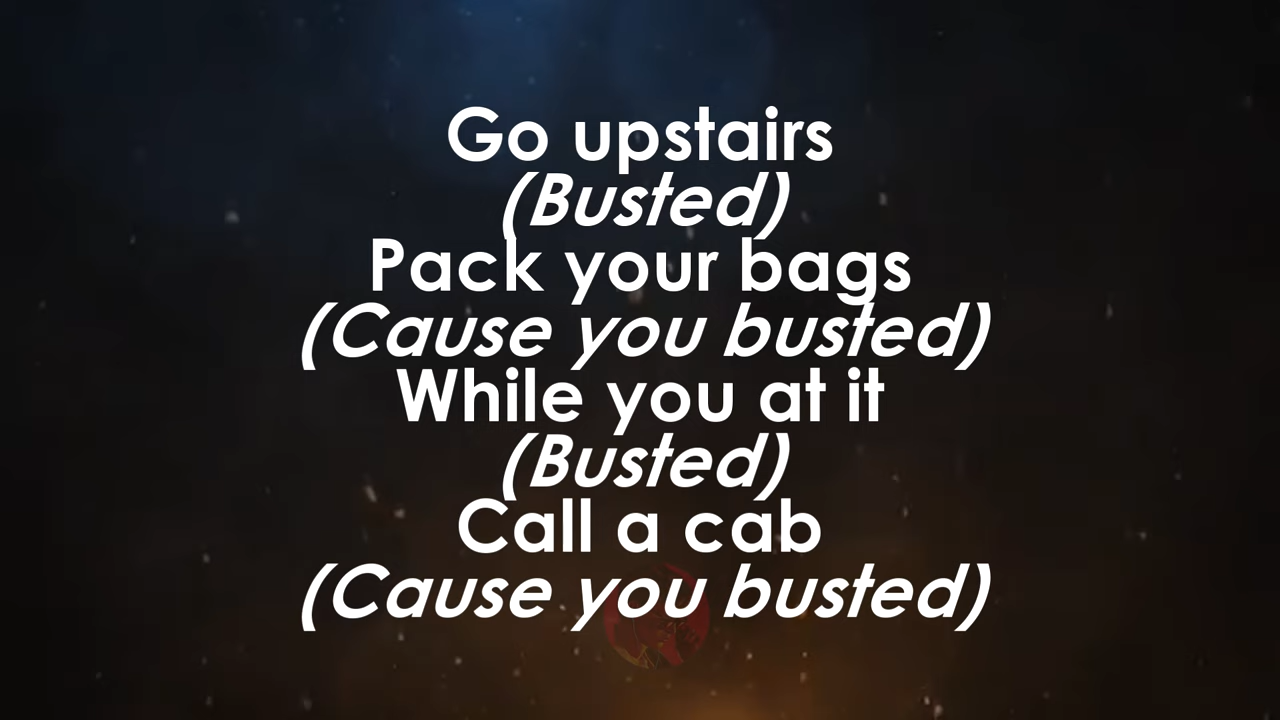 Go upstairs
(Busted)
Pack your bags
(Cause you busted)
While you at it
(Busted)
Call a cab
(Cause you busted)